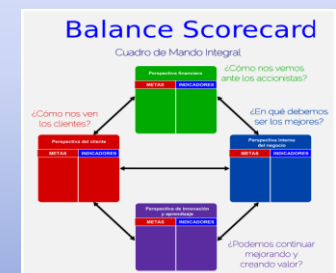 Balance Scorecard
Cuadro de Mando Integral
Perspectiva financiera
METAS INDICADORES
¿Cómo nos vemos
ante los accionistas?
¿Cómo nos ven
los clientes?
Perspectiva del cliente
METAS INDICADORES
¿En qué debemos
ser los mejores?
Perspectiva interna
del negocio
METAS INDICADORES
Perspectiva de innovación
y aprendizaje
METAS INDICADORES
¿Podemos continuar
mejorando y
creando valor?